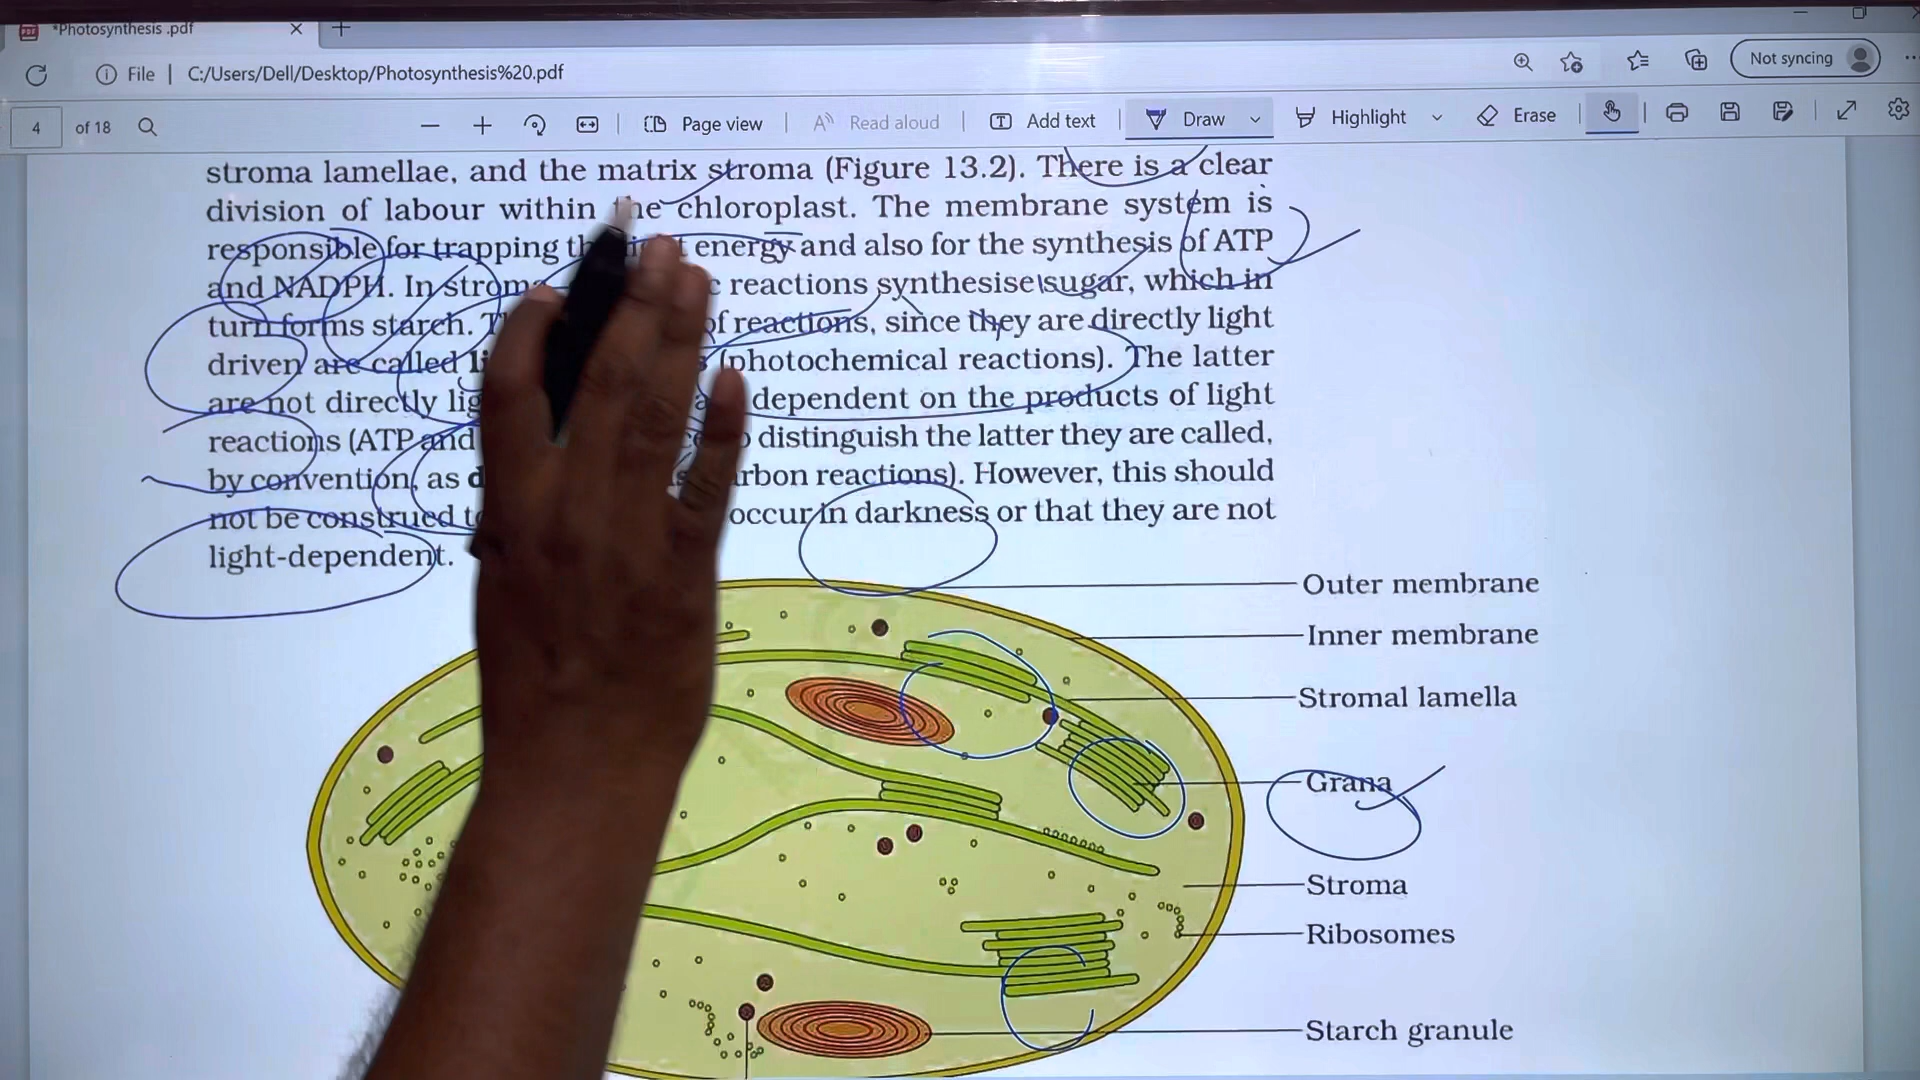 *Photosynthesis .pdf
File | C:/Users/Dell/Desktop/Photosynthesis%20.pdf
Not syncing
4 of 18 Page view Read aloud Add text Draw Highlight Erase
stroma lamellae, and the matrix stroma (Figure 13.2). There is a clear
division of labour within the chloroplast. The membrane system is
responsible for trapping energy and also for the synthesis of ATP
and NADPH. In reactions synthesise sugar, which in
turn forms starch. of reactions, since they are directly light
driven are called (photochemical reactions). The latter
are not directly dependent on the products of light
reactions (ATP and distinguish the latter they are called,
by convention, as reactions). However, this should
not be construed occur in darkness or that they are not
light-dependent.
Outer membrane
Inner membrane
Stromal lamella
Grana
Stroma
Ribosomes
Starch granule